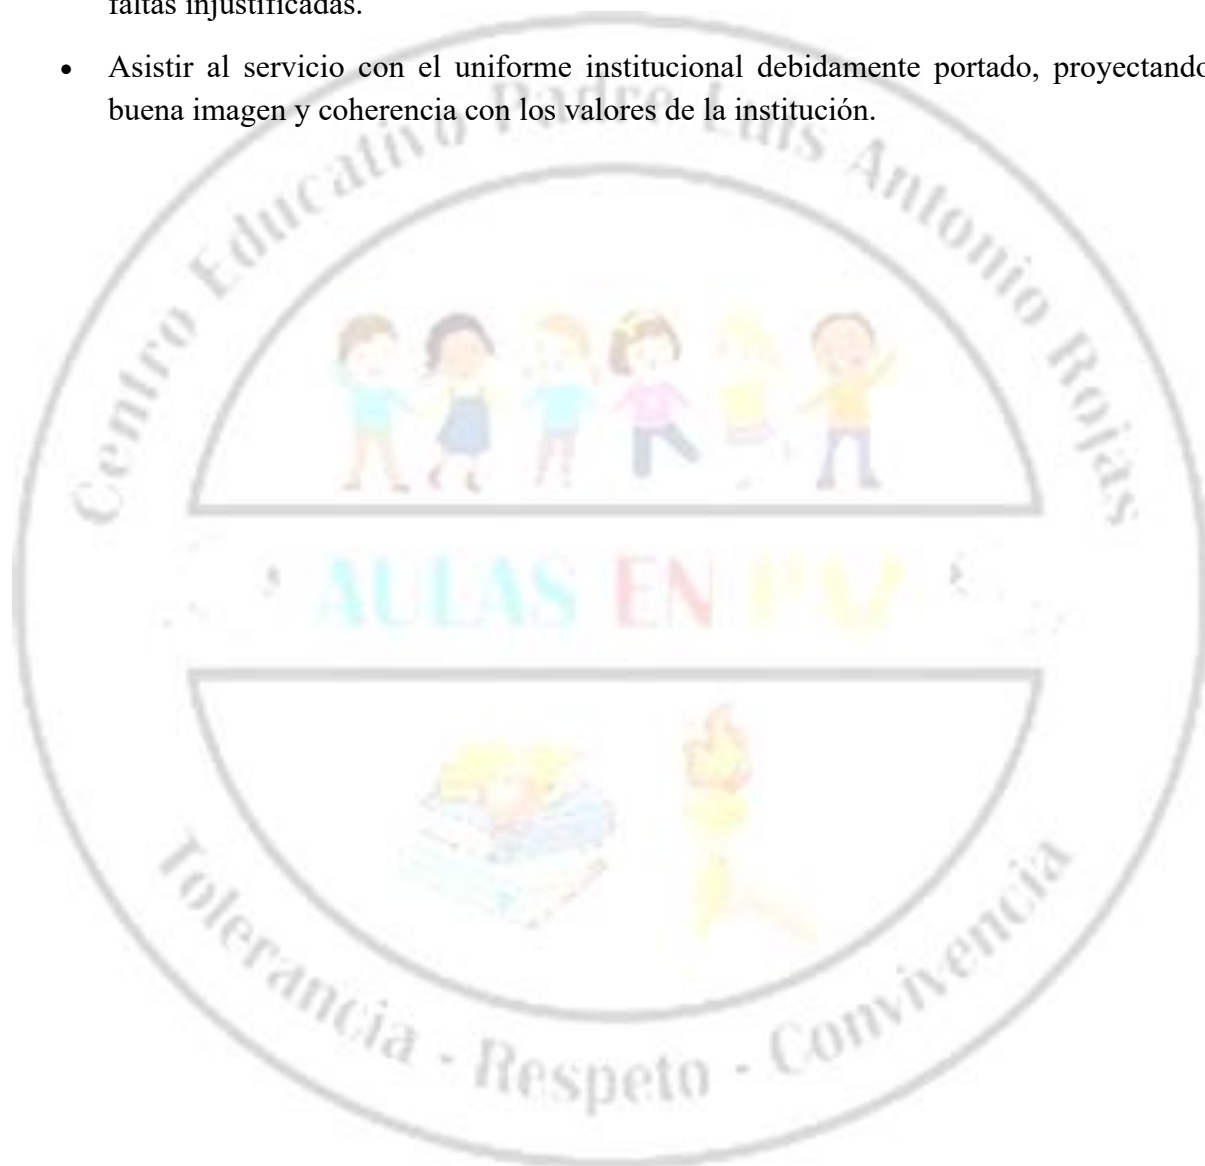 faltas injustificadas.
• Asistir al servicio con el uniforme institucional debidamente portado, proyectando
buena imagen y coherencia con los valores de la institución.
Centro Educativo Padre Luis Antonio Rojas
AULAS EN PAZ
Tolerancia - Respeto - Convivencia